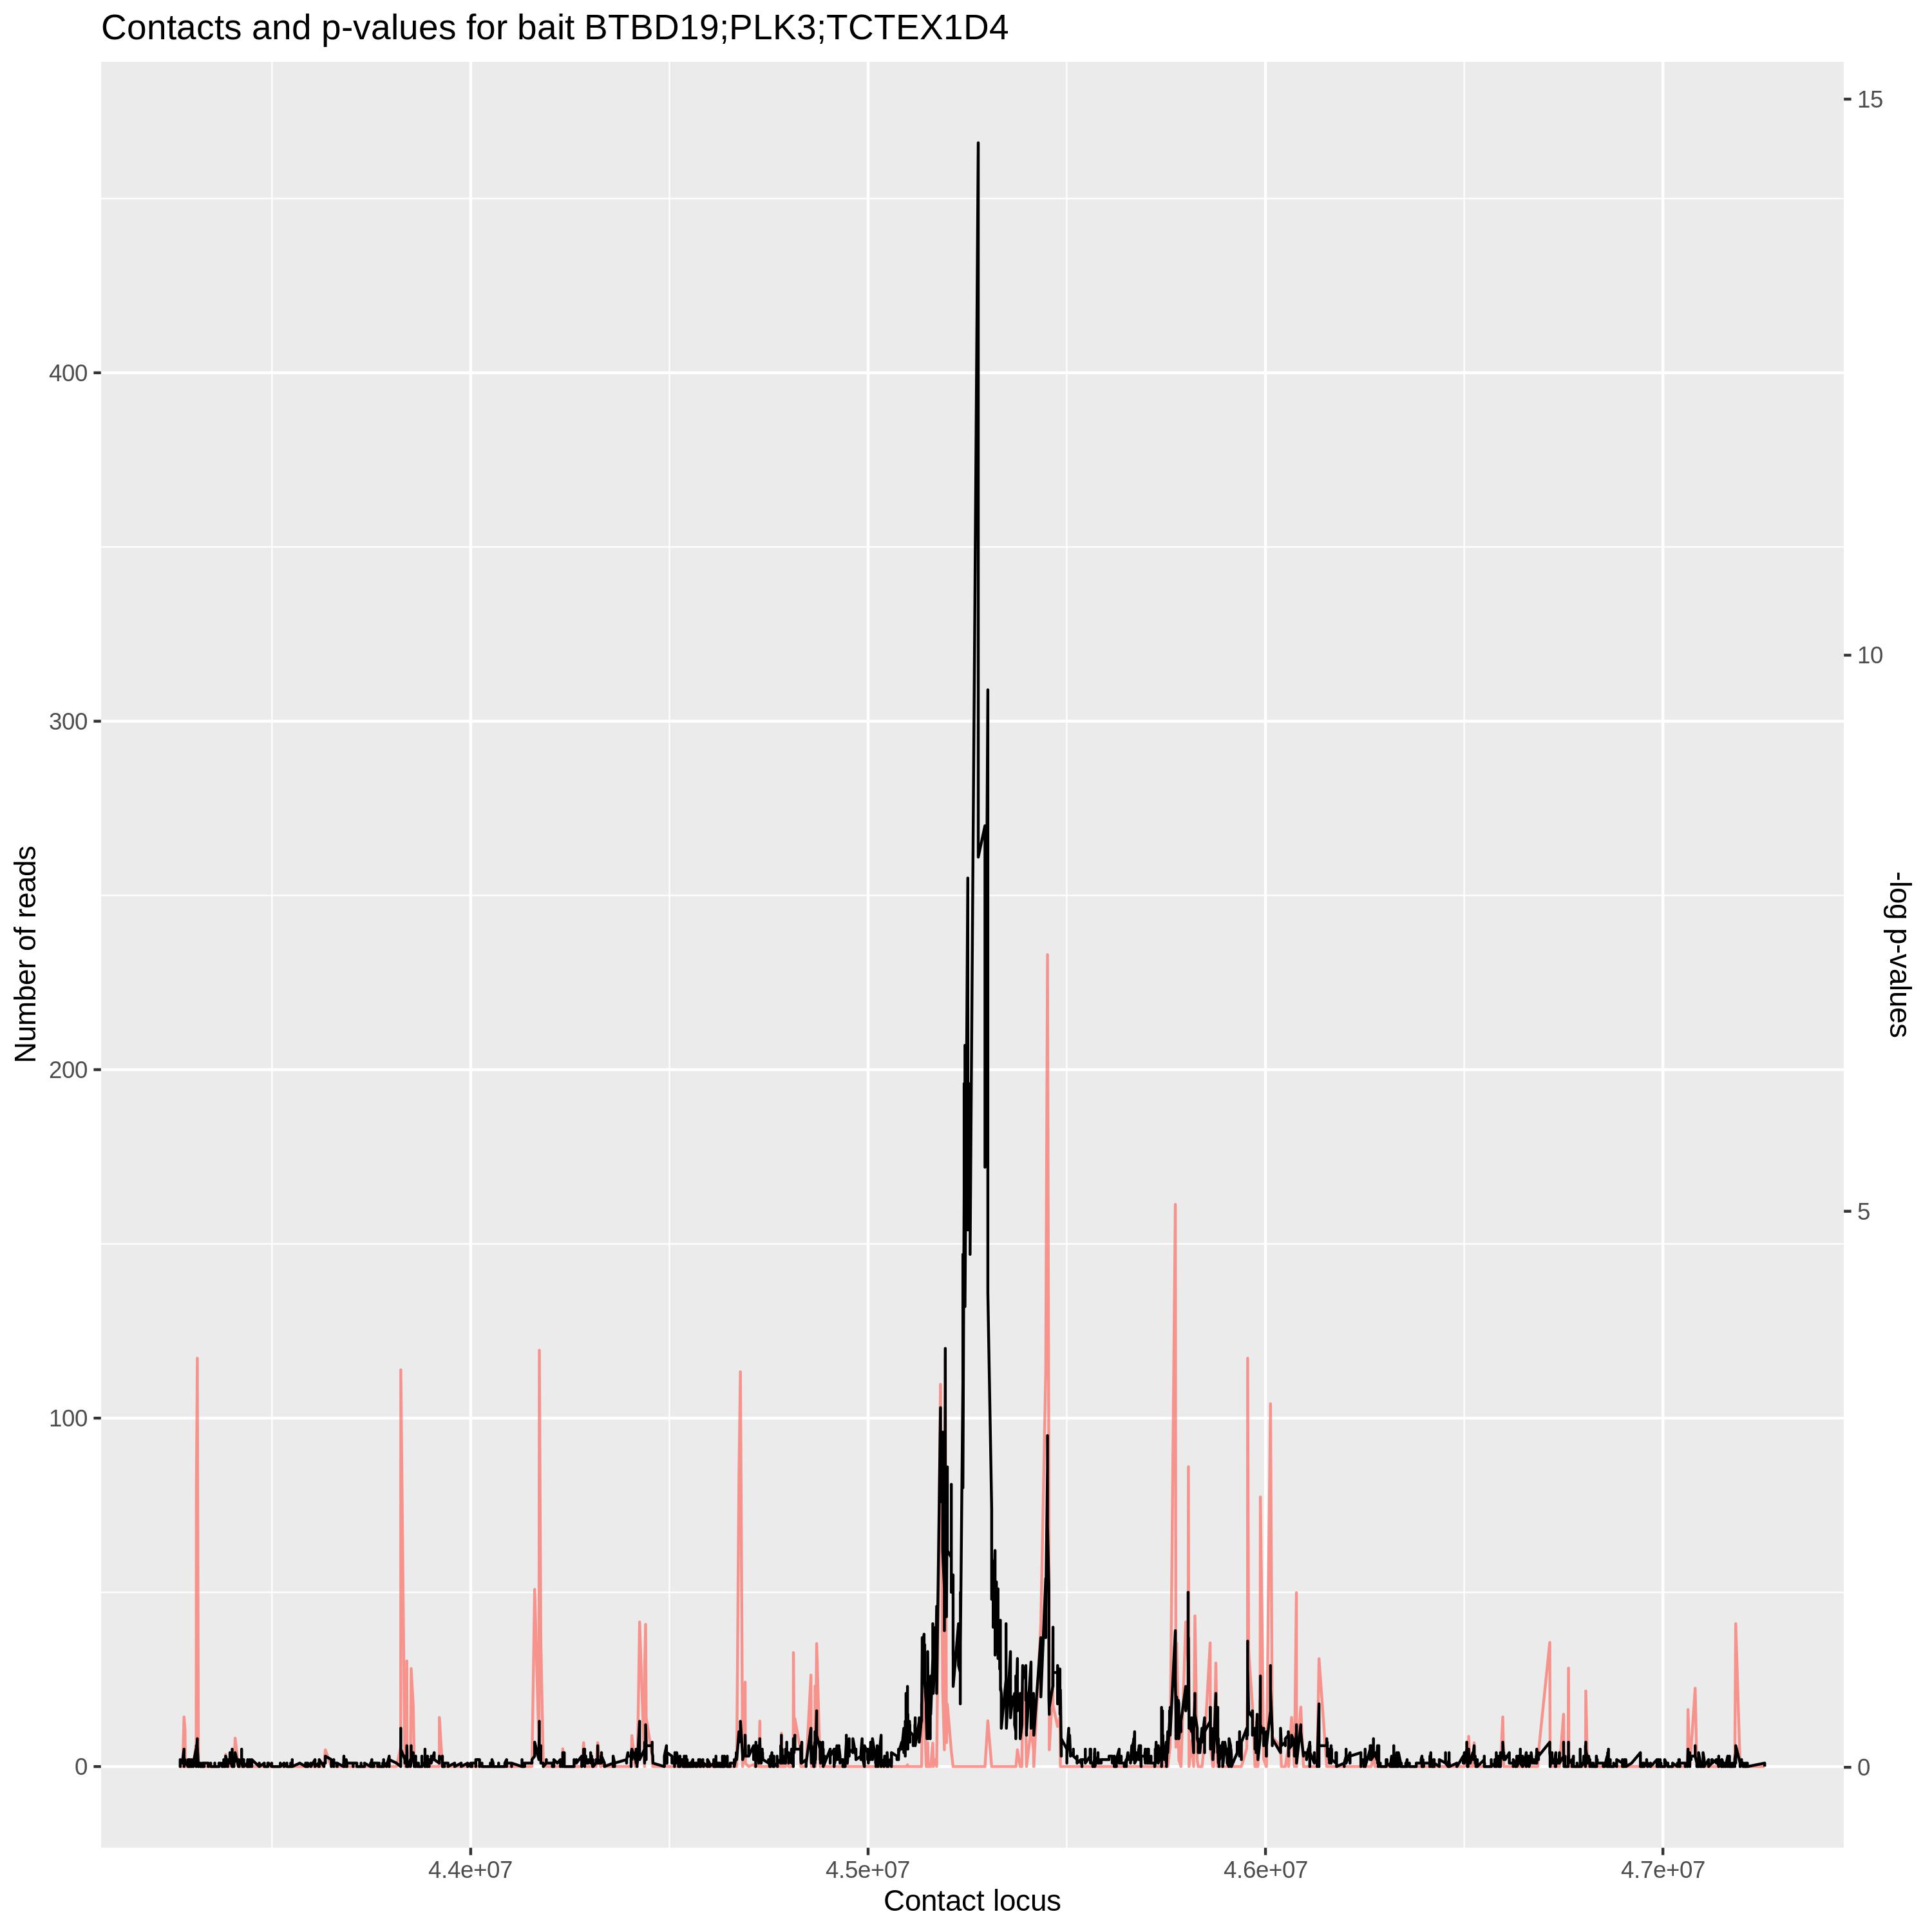 Contacts and p-values for bait BTBD19;PLK3;TCTEX1D4
15
400
10
300
Number of reads
-log p-values
200
5
100
0
0
4.4e+07
4.5e+07
4.6e+07
4.7e+07
Contact locus